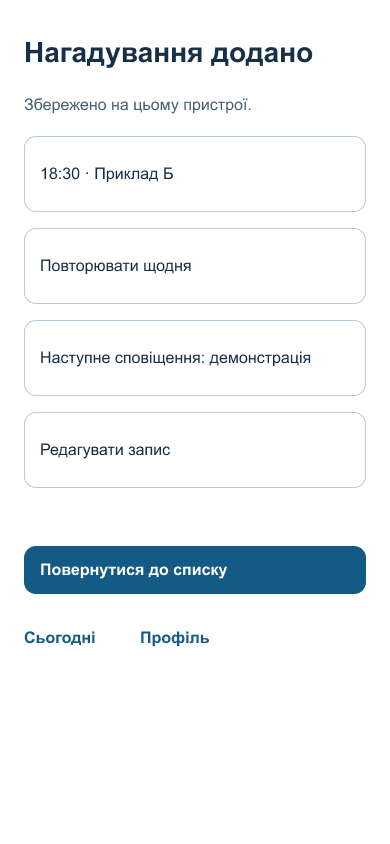 Нагадування додано
Збережено на цьому пристрої.
18:30 · Приклад Б
Повторювати щодня
Наступне сповіщення: демонстрація
Редагувати запис
Повернутися до списку
Сьогодні Профіль